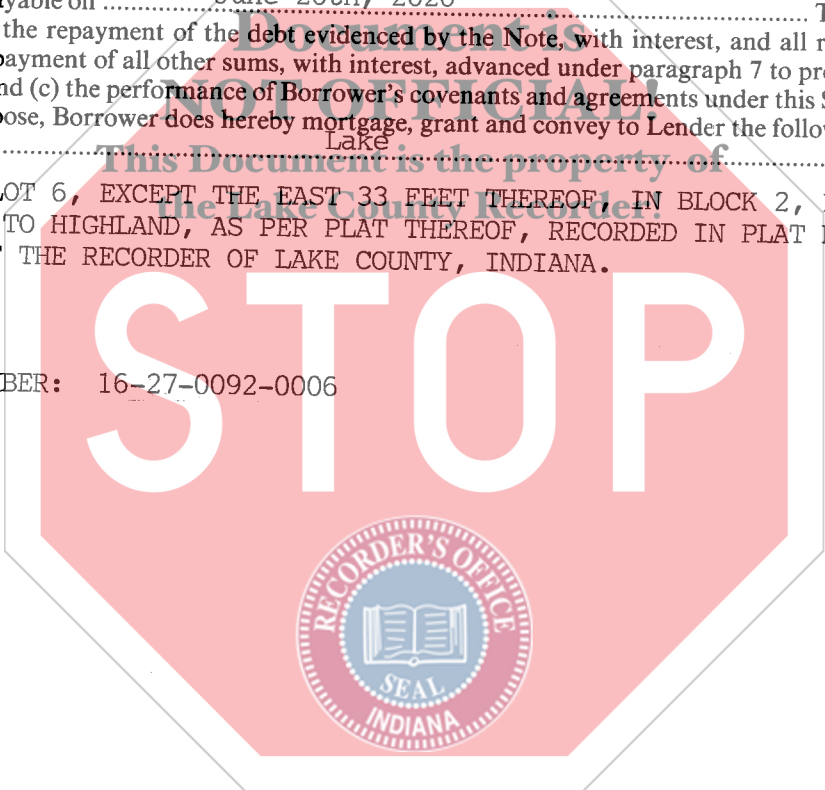 yable on June 20th, 2020 T
the repayment of the debt evidenced by the Note, with interest, and all r
payment of all other sums, with interest, advanced under paragraph 7 to pr
nd (c) the performance of Borrower's covenants and agreements under this S
ose, Borrower does hereby mortgage, grant and convey to Lender the follo
Lake
OT 6, EXCEPT THE EAST 33 FEET THEREOF, IN BLOCK 2,
TO HIGHLAND, AS PER PLAT THEREOF, RECORDED IN PLAT
THE RECORDER OF LAKE COUNTY, INDIANA.
BER: 16-27-0092-0006
Document is
NOT OFFICIAL!
This Document is the property of
the Lake County Recorder!
STOP
RECORDER'S OFFICE
SEAL
INDIANA